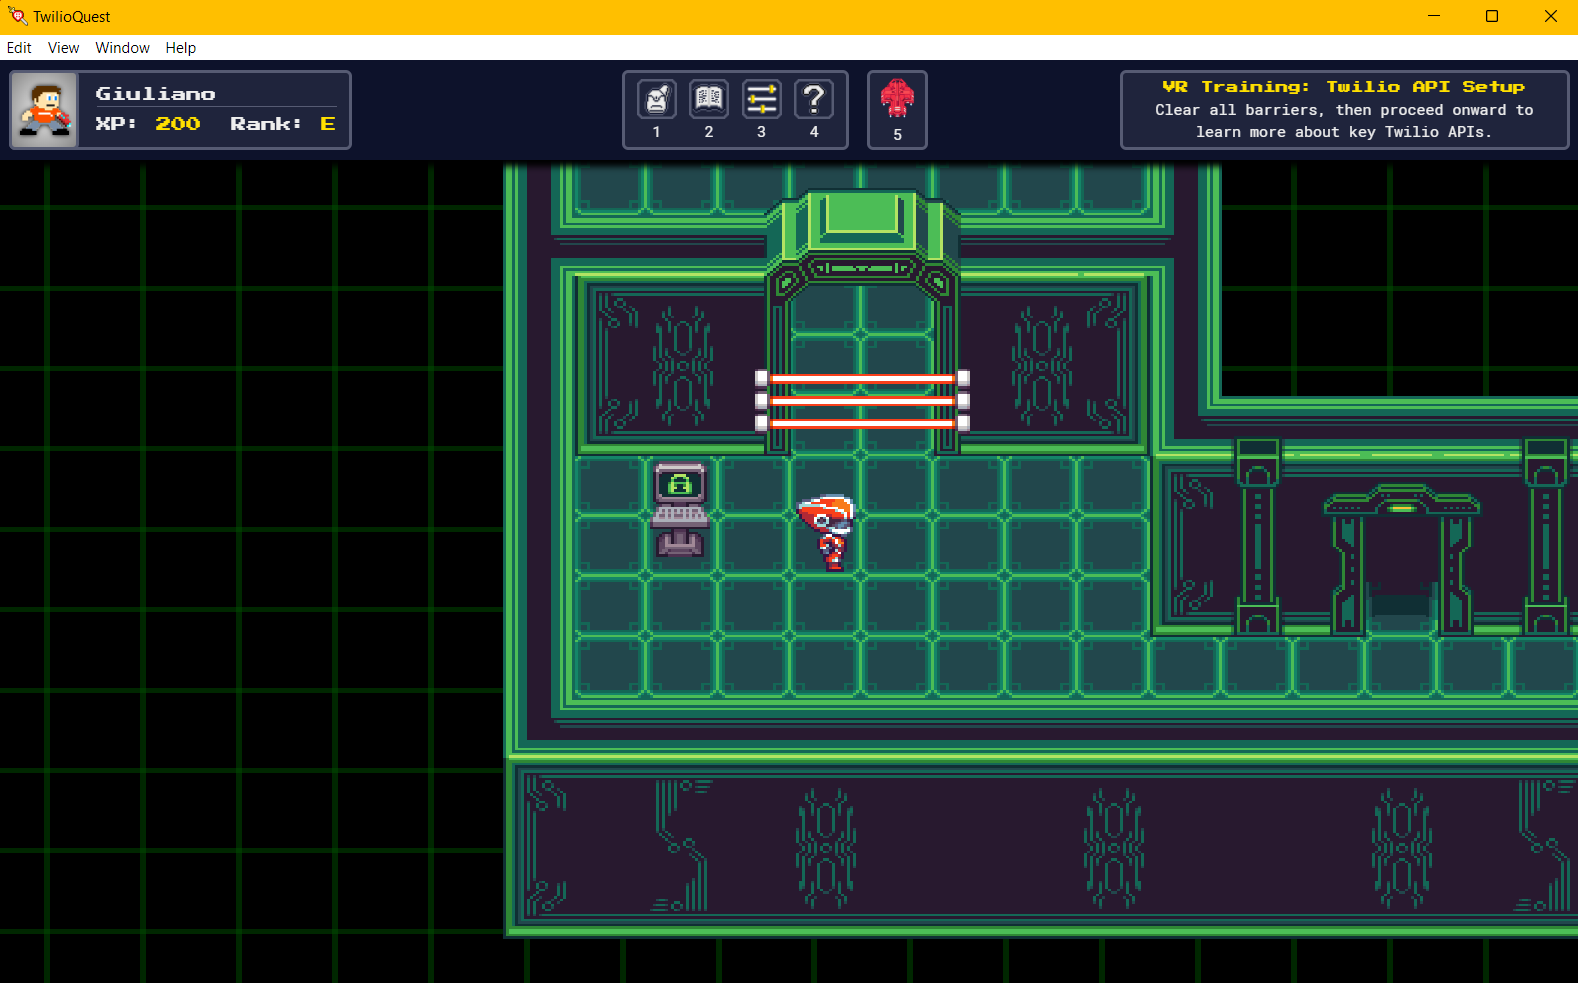 TwilioQuest
Edit View Window Help
Giuliano
XP: 200 Rank: E
1 2 3 4 5
VR Training: Twilio API Setup
Clear all barriers, then proceed onward to
learn more about key Twilio APIs.